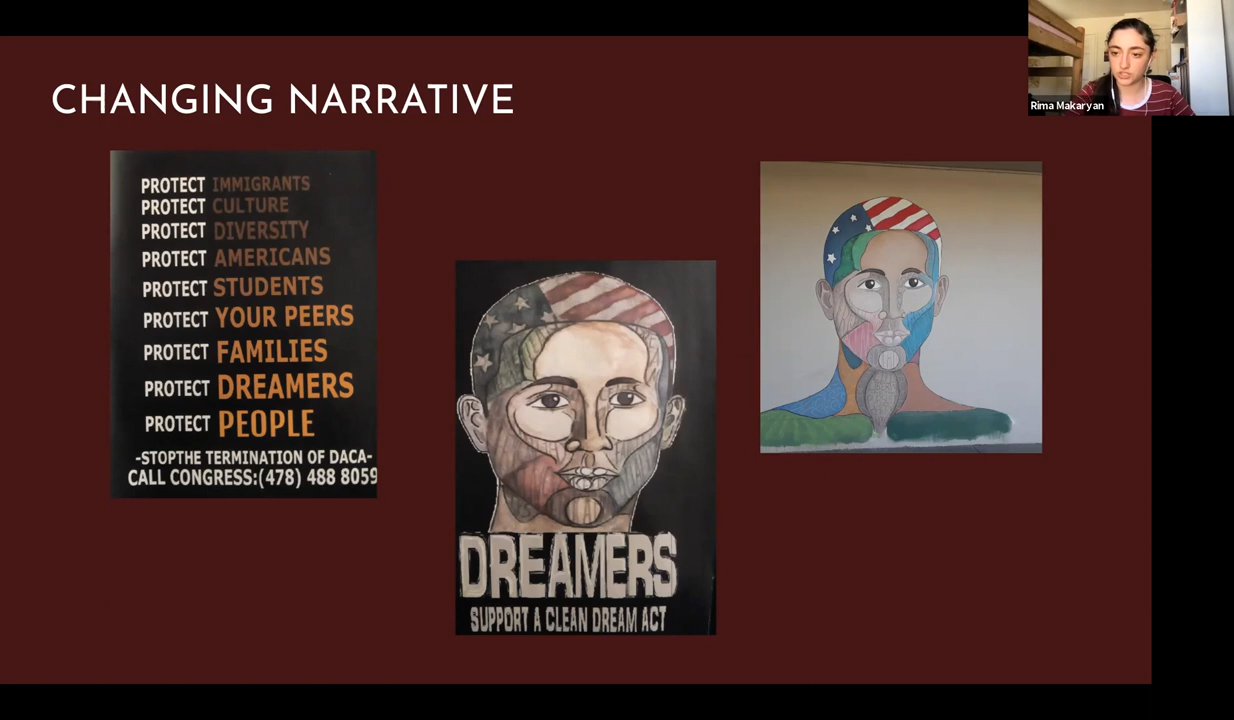 CHANGING NARRATIVE
Rima Makaryan
PROTECT IMMIGRANTS
PROTECT CULTURE
PROTECT DIVERSITY
PROTECT AMERICANS
PROTECT STUDENTS
PROTECT YOUR PEERS
PROTECT FAMILIES
PROTECT DREAMERS
PROTECT PEOPLE
-STOPTHE TERMINATION OF DACA-
CALL CONGRESS:(478) 488 8059
DREAMERS
SUPPORT A CLEAN DREAM ACT